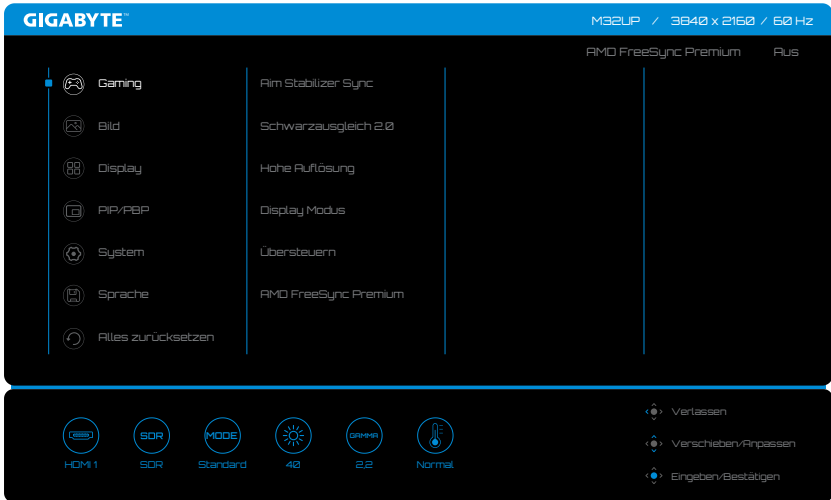 GIGABYTE™ M32UP / 3840 x 2160 / 60 Hz
AMD FreeSync Premium Aus
Gaming Aim Stabilizer Sync
Bild Schwarzausgleich 2.0
Display Hohe Auflösung
PIP/PBP Display Modus
System Übersteuern
Sprache AMD FreeSync Premium
Alles zurücksetzen
SDR MODE GAMMA
HDMI 1 SDR Standard 40 2.2 Normal
Verlassen
Verschieben/Anpassen
Eingeben/Bestätigen